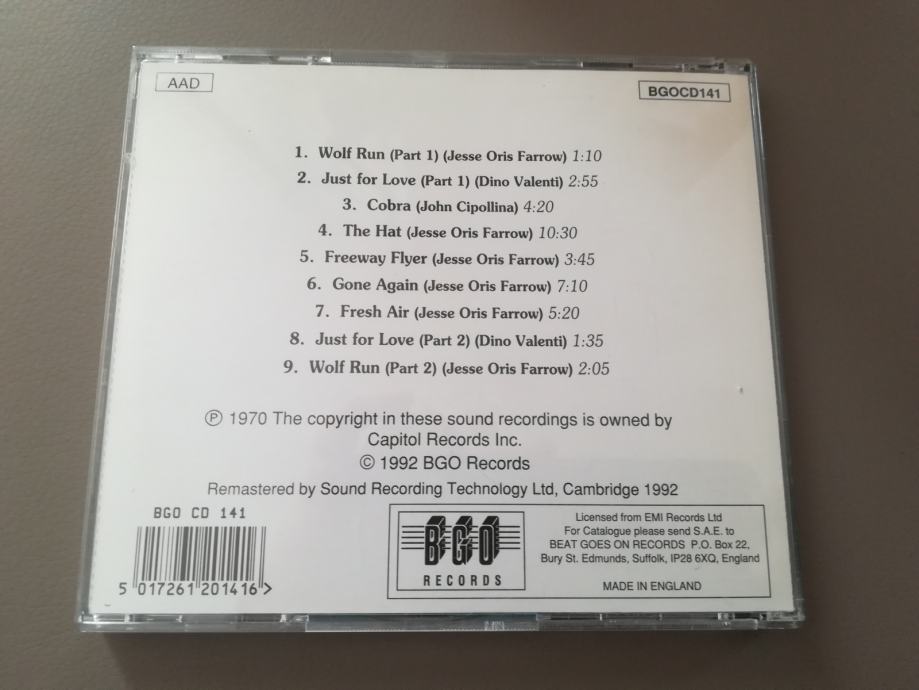 AAD
BGOCD141
1. Wolf Run (Part 1) (Jesse Oris Farrow) 1:10
2. Just for Love (Part 1) (Dino Valenti) 2:55
3. Cobra (John Cipollina) 4:20
4. The Hat (Jesse Oris Farrow) 10:30
5. Freeway Flyer (Jesse Oris Farrow) 3:45
6. Gone Again (Jesse Oris Farrow) 7:10
7. Fresh Air (Jesse Oris Farrow) 5:20
8. Just for Love (Part 2) (Dino Valenti) 1:35
9. Wolf Run (Part 2) (Jesse Oris Farrow) 2:05
℗ 1970 The copyright in these sound recordings is owned by
Capitol Records Inc.
© 1992 BGO Records
Remastered by Sound Recording Technology Ltd, Cambridge 1992
BGO CD 141
5 017261 201416 >
BGO
RECORDS
Licensed from EMI Records Ltd
For Catalogue please send S.A.E. to
BEAT GOES ON RECORDS P.O. Box 22,
Bury St. Edmunds, Suffolk, IP28 6XQ, England
MADE IN ENGLAND